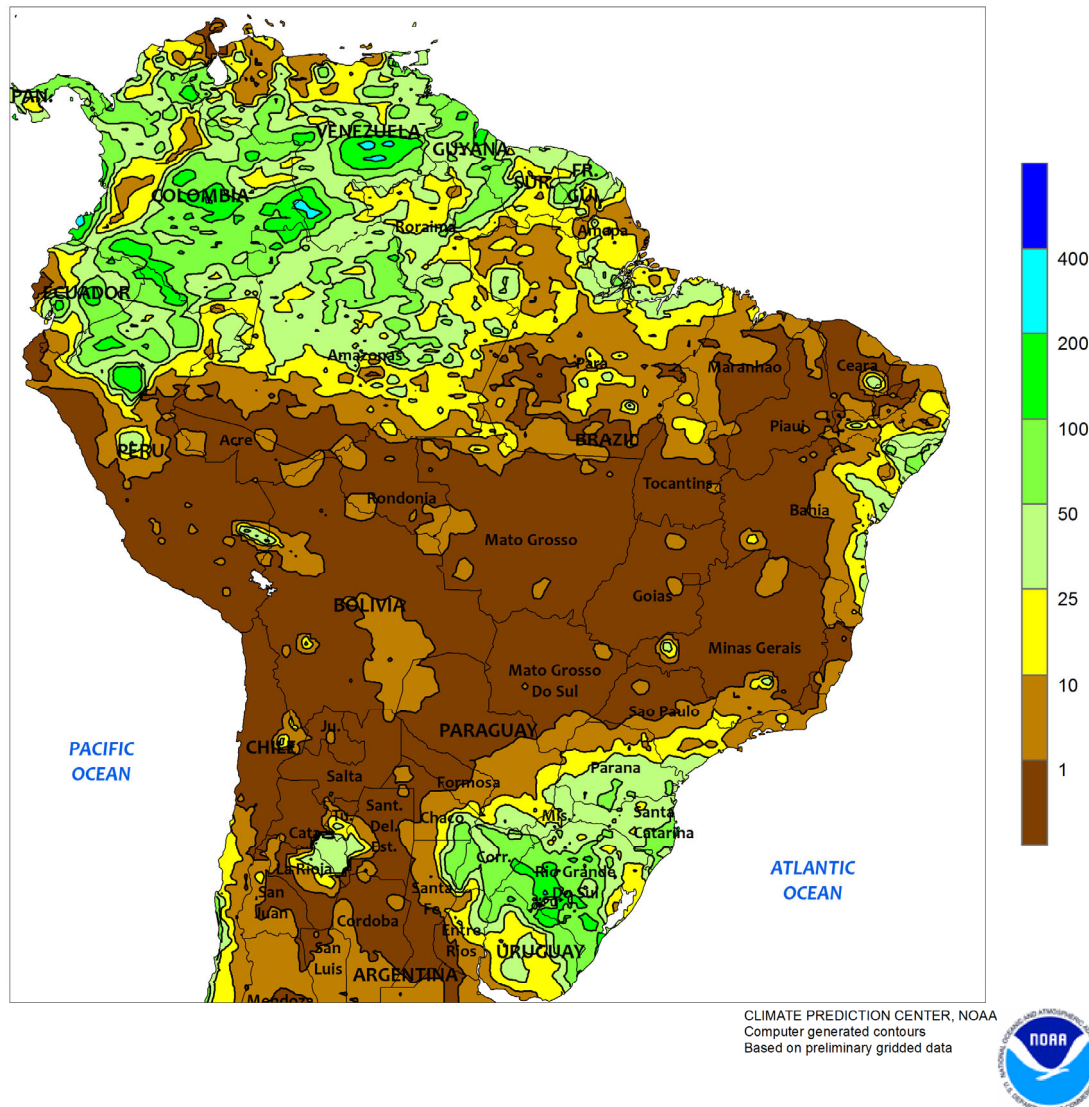 PAN.
VENEZUELA
GUYANA
FR.
SUR.
GUI.
COLOMBIA
Roraima
Amapa
ECUADOR
400
200
Amazonas
Para
Maranhao
Ceara
100
PERU
Acre
BRAZIL
Piaui
Tocantins
Rondonia
Bahia
50
Mato Grosso
25
BOLIVIA
Goias
Minas Gerais
Mato Grosso
Do Sul
Sao Paulo
10
PACIFIC
OCEAN
CHILE
Ju.
PARAGUAY
1
Salta
Formosa
Parana
Sant.
Del.
Est.
Tu.
Chaco
Mis.
Santa
Catarina
Cata.
Corr.
La Rioja
Rio Grande
Do Sul
ATLANTIC
OCEAN
San
Juan
Santa
Fe
Cordoba
Entre
Rios
URUGUAY
San
Luis
ARGENTINA
Mendoza
CLIMATE PREDICTION CENTER, NOAA
Computer generated contours
Based on preliminary gridded data
NOAA